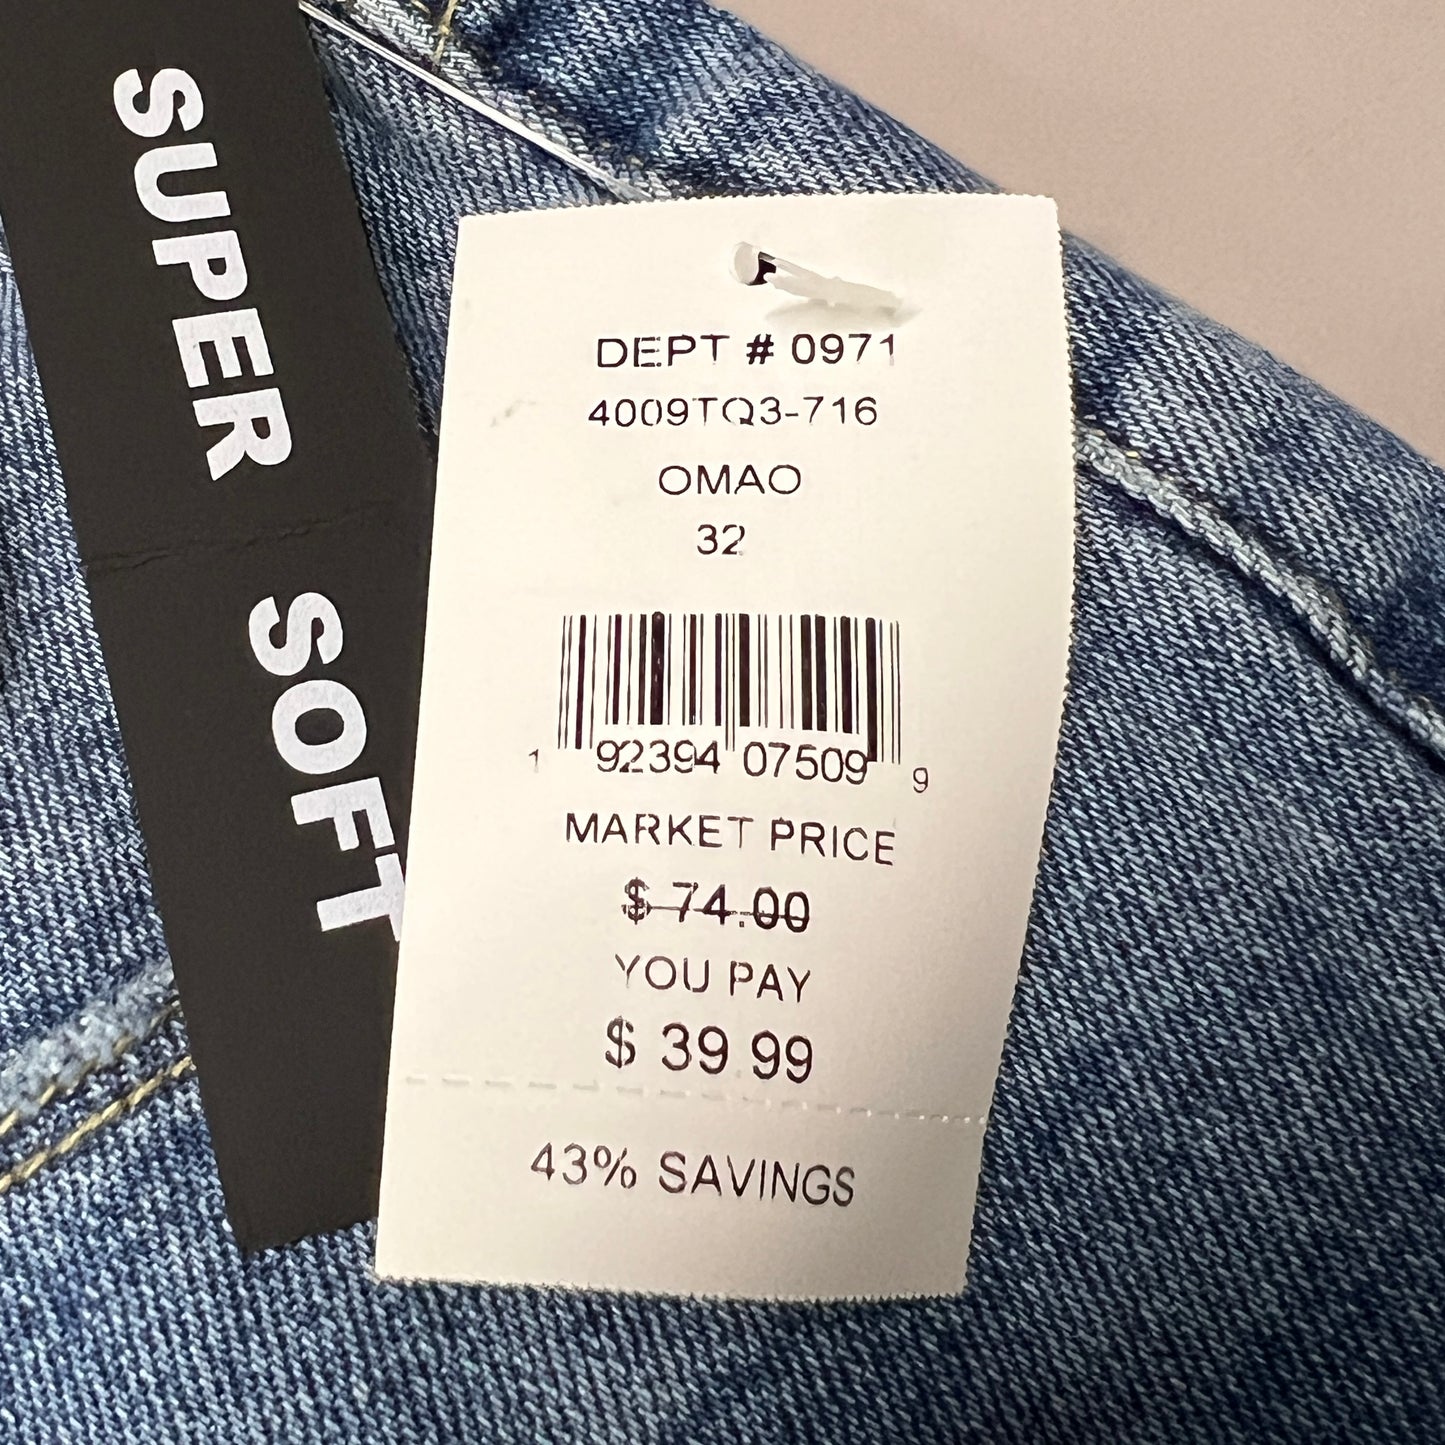 SUPER SOFT
DEPT # 0971
4009TQ3-716
OMAO
32
1 92394 07509 9
MARKET PRICE
$ 74.00
YOU PAY
$ 39.99
43% SAVINGS